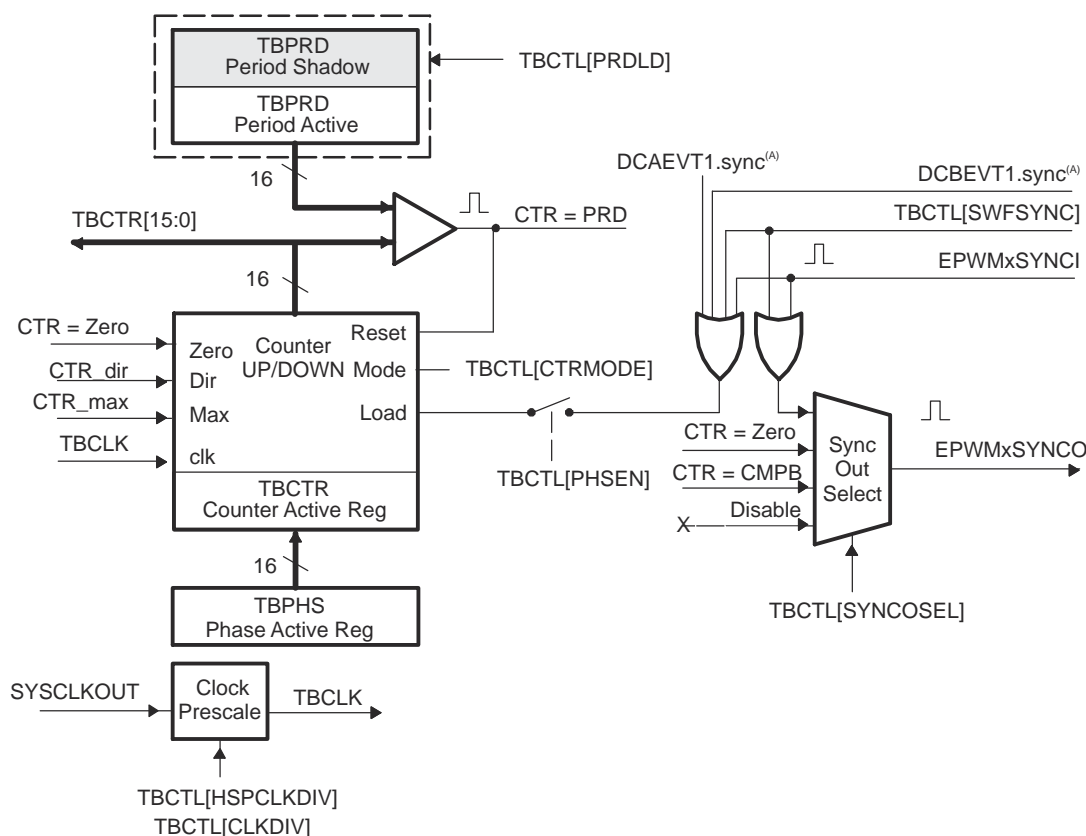 TBPRD
Period Shadow
TBPRD
Period Active
TBCTL[PRDLD]
16
TBCTR[15:0]
CTR = PRD
DCAEVT1.sync(A)
DCBEVT1.sync(A)
TBCTL[SWFSYNC]
EPWMxSYNCI
16
CTR = Zero
CTR_dir
CTR_max
TBCLK
Zero
Dir
Max
clk
Counter
UP/DOWN
Reset
Mode
Load
TBCTL[CTRMODE]
TBCTL[PHSEN]
TBCTR
Counter Active Reg
16
TBPHS
Phase Active Reg
CTR = Zero
CTR = CMPB
Disable
X
Sync
Out
Select
EPWMxSYNCO
TBCTL[SYNCOSEL]
SYSCLKOUT
Clock
Prescale
TBCLK
TBCTL[HSPCLKDIV]
TBCTL[CLKDIV]